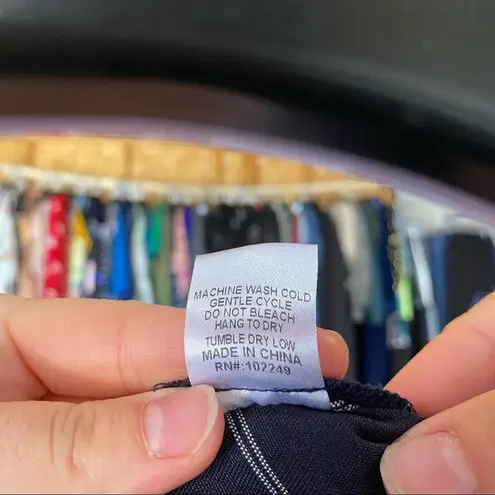 MACHINE WASH COLD
GENTLE CYCLE
DO NOT BLEACH
HANG TO DRY
TUMBLE DRY LOW
MADE IN CHINA
RN#:102249